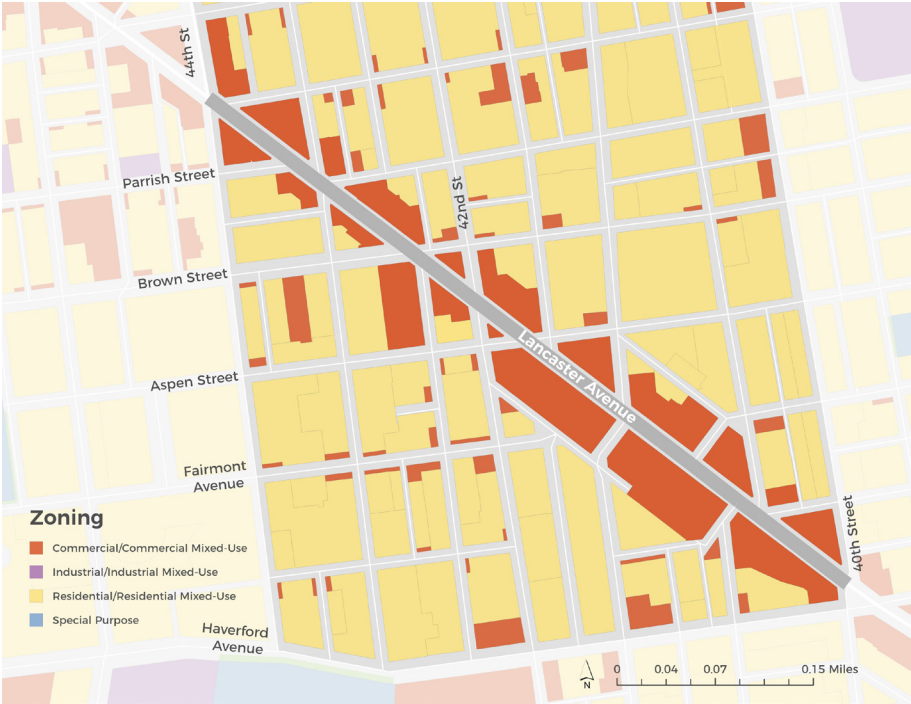 44th St
Parrish Street
42nd St
Brown Street
Lancaster Avenue
Aspen Street
Fairmont
Avenue
40th Street
Zoning
Commercial/Commercial Mixed-Use
Industrial/Industrial Mixed-Use
Residential/Residential Mixed-Use
Special Purpose
Haverford
Avenue
N
0 0.04 0.07 0.15 Miles